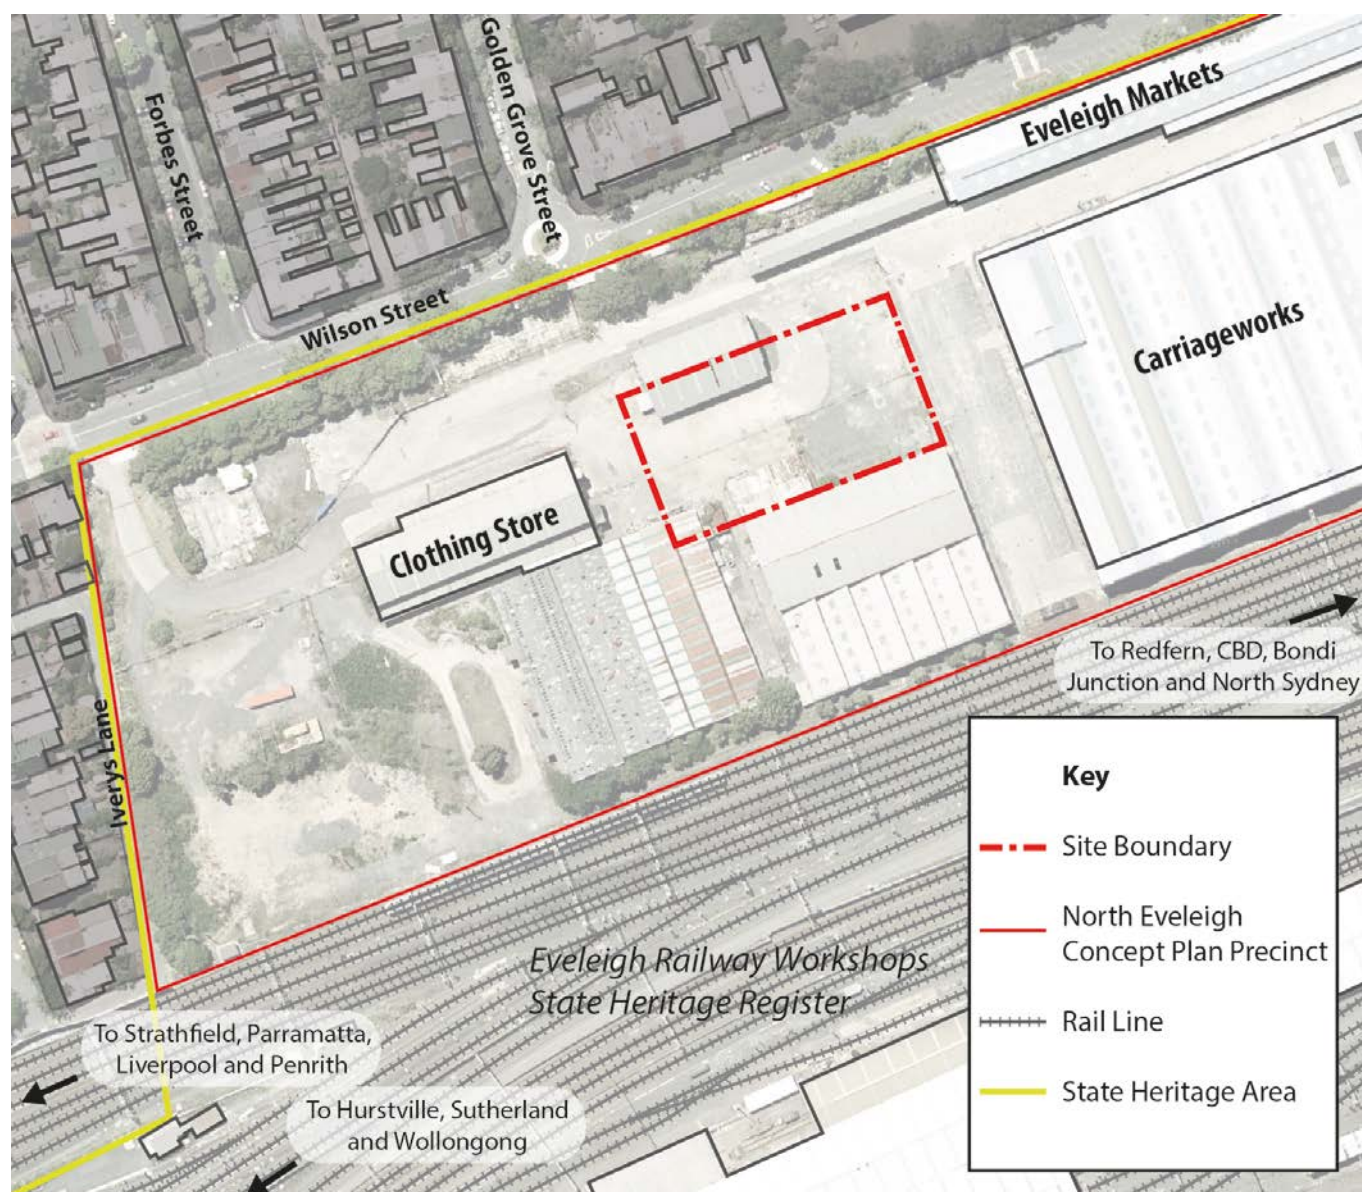 Golden Grove Street
Forbes Street
Eveleigh Markets
Wilson Street
Carriageworks
Clothing Store
To Redfern, CBD, Bondi
Junction and North Sydney
Iverys Lane
Key
Site Boundary
North Eveleigh
Concept Plan Precinct
Rail Line
State Heritage Area
Eveleigh Railway Workshops
State Heritage Register
To Strathfield, Parramatta,
Liverpool and Penrith
To Hurstville, Sutherland
and Wollongong